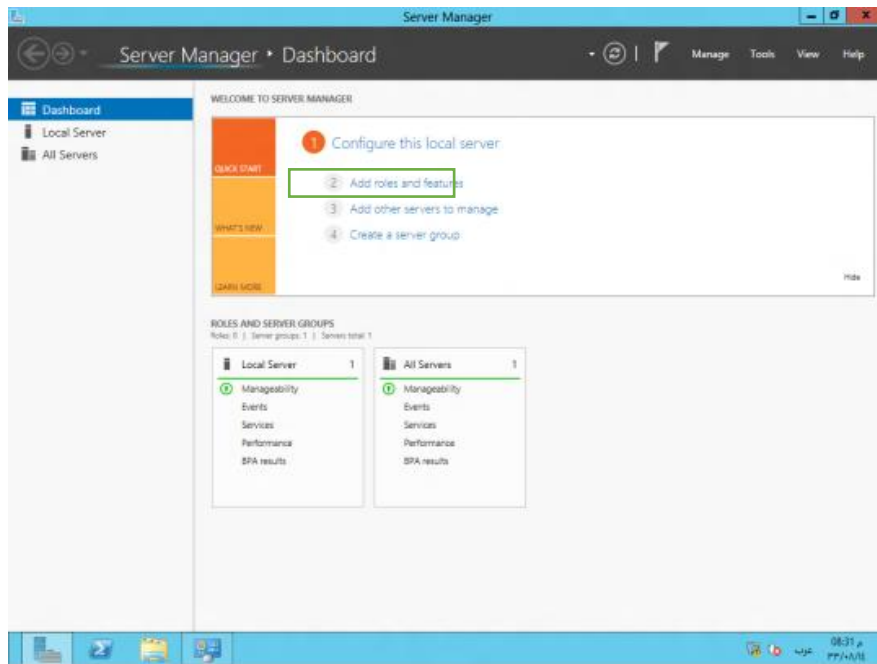 Server Manager
Server Manager • Dashboard
Manage Tools View Help
Dashboard
Local Server
All Servers
WELCOME TO SERVER MANAGER
QUICK START
WHAT'S NEW
LEARN MORE
1 Configure this local server
2 Add roles and features
3 Add other servers to manage
4 Create a server group
Hide
ROLES AND SERVER GROUPS
Roles: 0 | Server groups: 1 | Servers total: 1
Local Server 1
Manageability
Events
Services
Performance
BPA results
All Servers 1
Manageability
Events
Services
Performance
BPA results
عرب
08:31 م